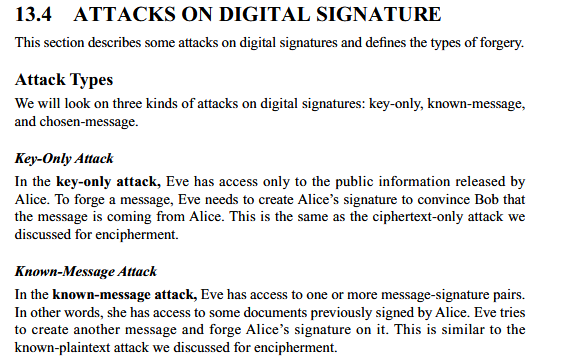 13.4 ATTACKS ON DIGITAL SIGNATURE
This section describes some attacks on digital signatures and defines the types of forgery.
Attack Types
We will look on three kinds of attacks on digital signatures: key-only, known-message,
and chosen-message.
Key-Only Attack
In the key-only attack, Eve has access only to the public information released by
Alice. To forge a message, Eve needs to create Alice’s signature to convince Bob that
the message is coming from Alice. This is the same as the ciphertext-only attack we
discussed for encipherment.
Known-Message Attack
In the known-message attack, Eve has access to one or more message-signature pairs.
In other words, she has access to some documents previously signed by Alice. Eve tries
to create another message and forge Alice’s signature on it. This is similar to the
known-plaintext attack we discussed for encipherment.